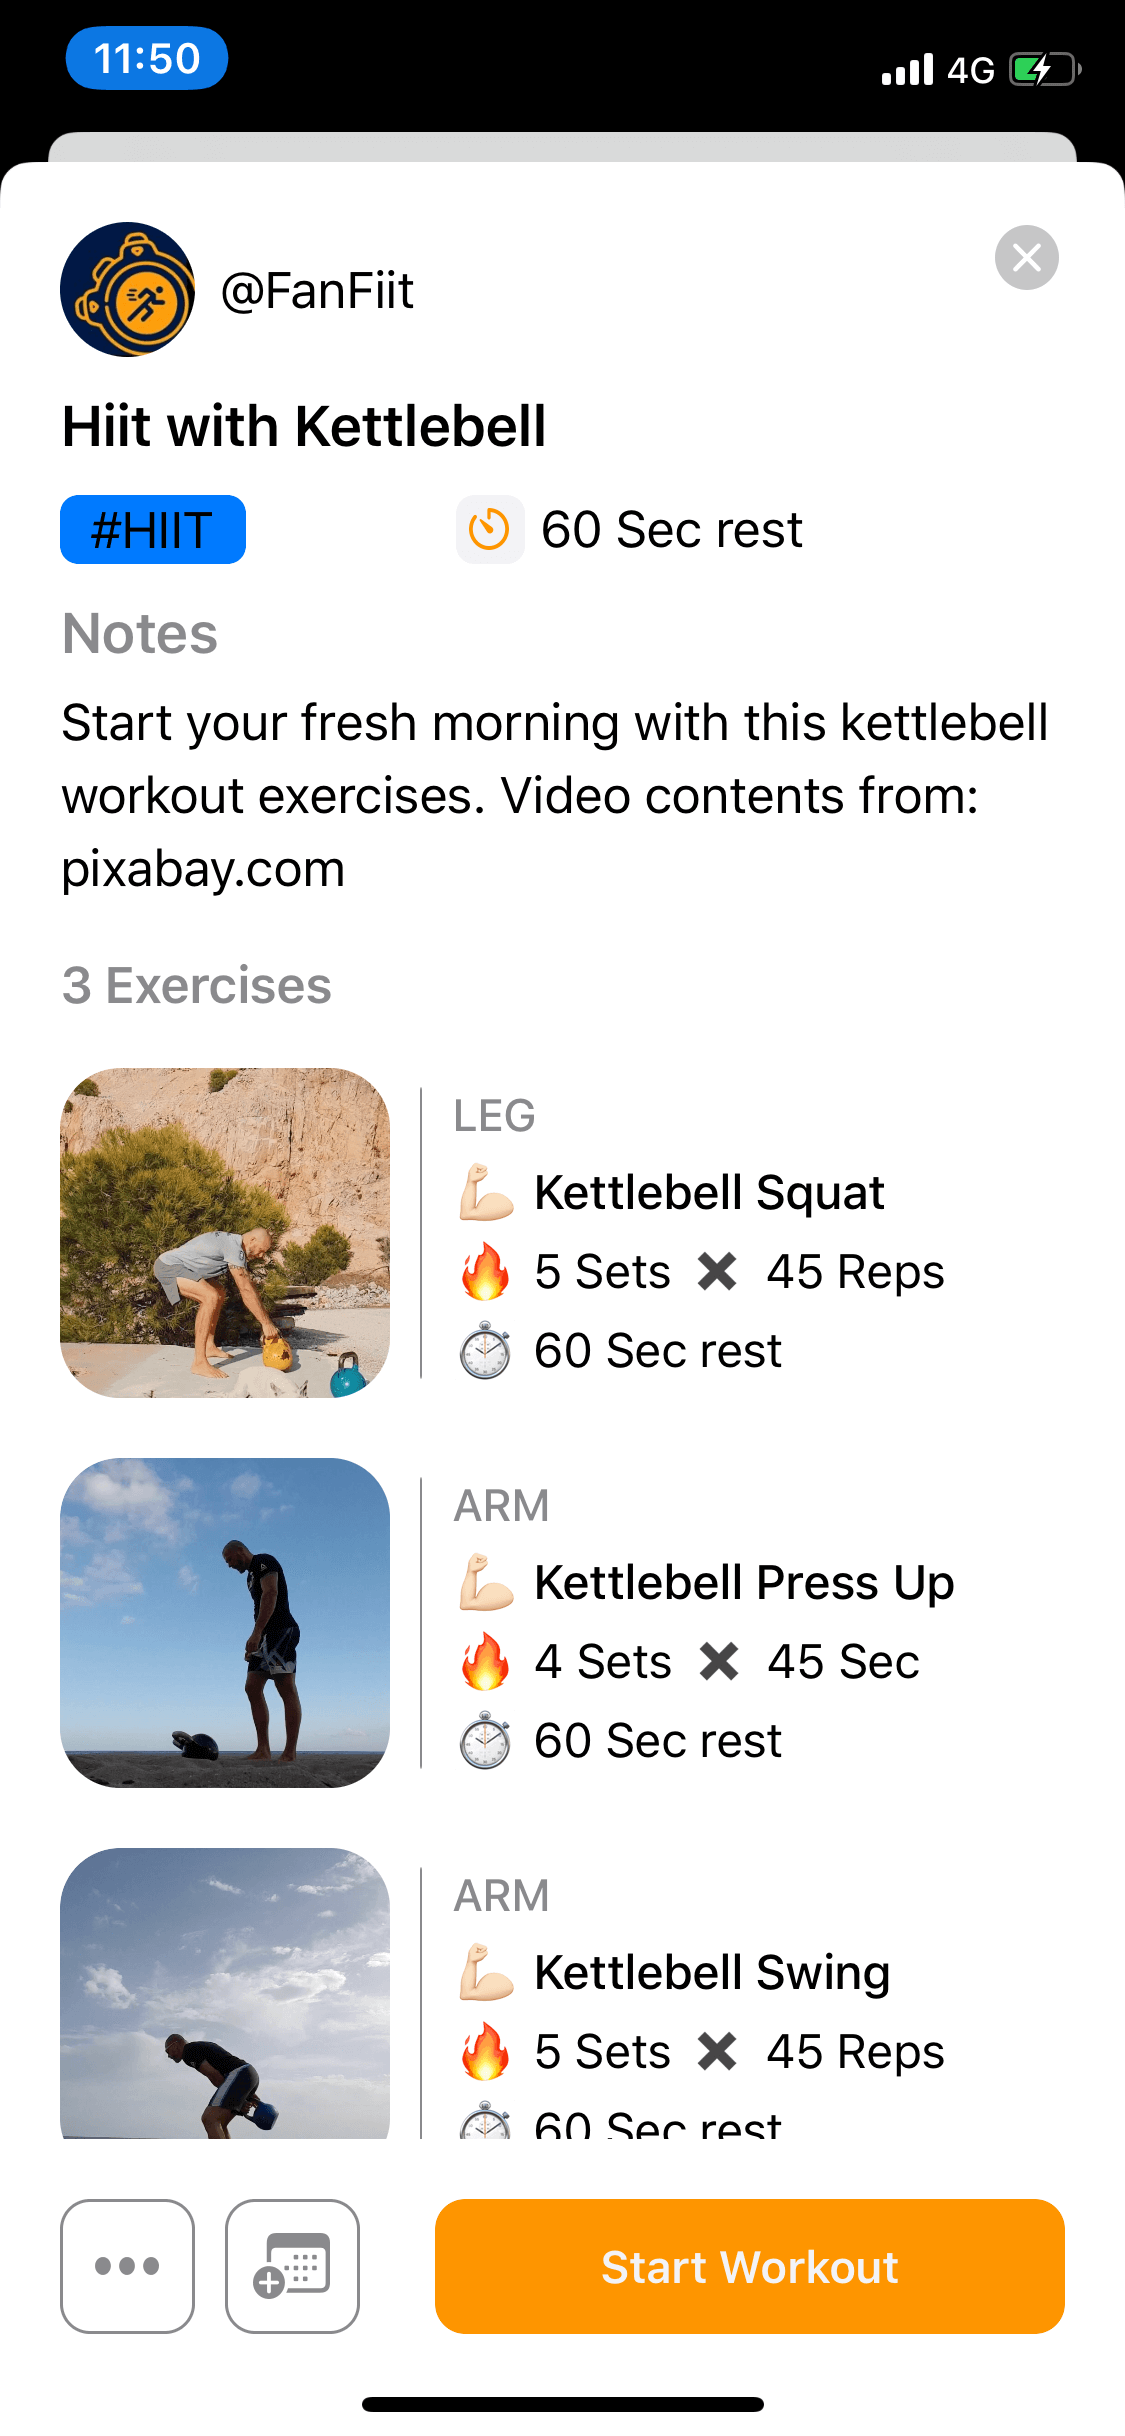 11:50
4G
@FanFiit
Hiit with Kettlebell
#HIIT
60 Sec rest
Notes
Start your fresh morning with this kettlebell
workout exercises. Video contents from:
pixabay.com
3 Exercises
LEG
Kettlebell Squat
5 Sets ✖ 45 Reps
60 Sec rest
ARM
Kettlebell Press Up
4 Sets ✖ 45 Sec
60 Sec rest
ARM
Kettlebell Swing
5 Sets ✖ 45 Reps
60 Sec rest
Start Workout